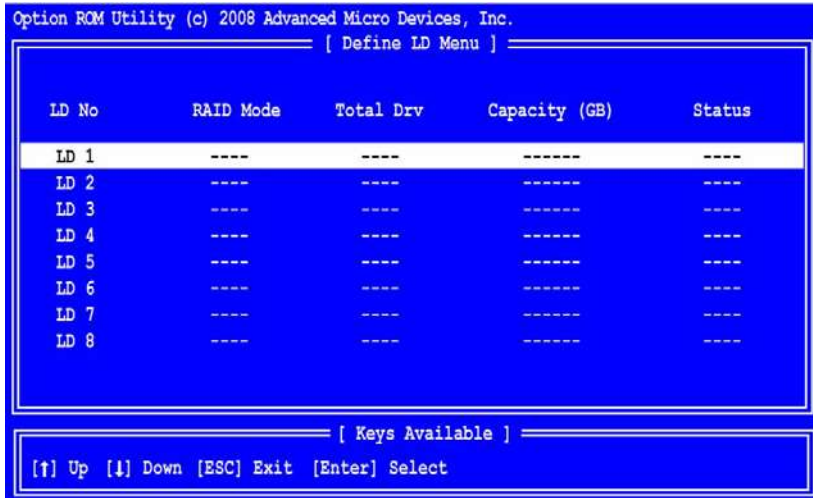 Option ROM Utility (c) 2008 Advanced Micro Devices, Inc.
[ Define LD Menu ]
LD No RAID Mode Total Drv Capacity (GB) Status
LD 1 ---- ---- ------ ----
LD 2 ---- ---- ------ ----
LD 3 ---- ---- ------ ----
LD 4 ---- ---- ------ ----
LD 5 ---- ---- ------ ----
LD 6 ---- ---- ------ ----
LD 7 ---- ---- ------ ----
LD 8 ---- ---- ------ ----
[ Keys Available ]
[↑] Up [↓] Down [ESC] Exit [Enter] Select